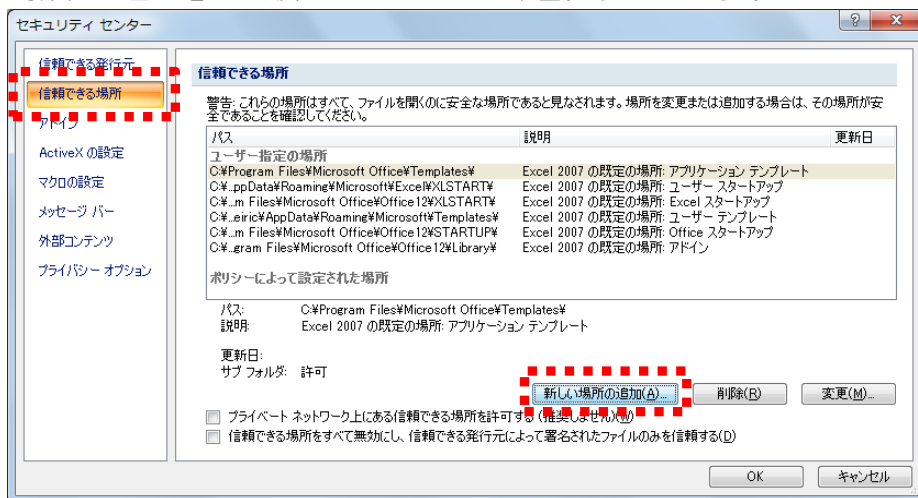 セキュリティ センター
信頼できる発行元
信頼できる場所
アドイン
ActiveX の設定
マクロの設定
メッセージ バー
外部コンテンツ
プライバシー オプション
信頼できる場所
警告: これらの場所はすべて、ファイルを開くのに安全な場所であると見なされます。場所を変更または追加する場合は、その場所が安
全であることを確認してください。
パス 説明 更新日
ユーザー指定の場所
C:¥Program Files¥Microsoft Office¥Templates¥ Excel 2007 の既定の場所: アプリケーション テンプレート
C:¥..ppData¥Roaming¥Microsoft¥Excel¥XLSTART¥ Excel 2007 の既定の場所: ユーザー スタートアップ
C:¥..m Files¥Microsoft Office¥Office12¥XLSTART¥ Excel 2007 の既定の場所: Excel スタートアップ
C:¥..eiric¥AppData¥Roaming¥Microsoft¥Templates¥ Excel 2007 の既定の場所: ユーザー テンプレート
C:¥..m Files¥Microsoft Office¥Office12¥STARTUP¥ Excel 2007 の既定の場所: Office スタートアップ
C:¥..gram Files¥Microsoft Office¥Office12¥Library¥ Excel 2007 の既定の場所: アドイン
ポリシーによって設定された場所
パス: C:¥Program Files¥Microsoft Office¥Templates¥
説明: Excel 2007 の既定の場所: アプリケーション テンプレート
更新日:
サブ フォルダ: 許可
新しい場所の追加(A)... 削除(R) 変更(M)...
プライベート ネットワーク上にある信頼できる場所を許可する (推奨しません)(W)
信頼できる場所をすべて無効にし、信頼できる発行元によって署名されたファイルのみを信頼する(D)
OK キャンセル